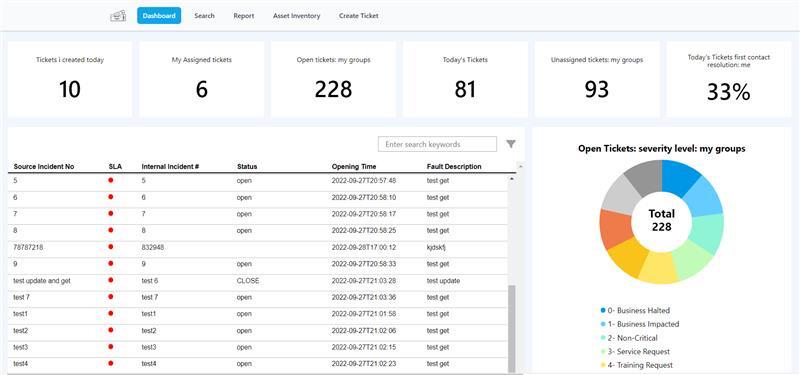 Dashboard Search Report Asset Inventory Create Ticket
Tickets i created today
10
My Assigned tickets
6
Open tickets: my groups
228
Today's Tickets
81
Unassigned tickets: my groups
93
Today's Tickets first contact
resolution: me
33%
Enter search keywords
Source Incident No SLA Internal Incident # Status Opening Time Fault Description
5 5 open 2022-09-27T20:57:48 test get
6 6 open 2022-09-27T20:58:10 test get
7 7 open 2022-09-27T20:58:17 test get
8 8 open 2022-09-27T20:58:25 test get
78787218 832948 2022-09-28T17:00:12 kjdskfj
9 9 open 2022-09-27T20:58:33 test get
test update and get test 6 CLOSE 2022-09-27T21:03:28 test update
test 7 test 7 open 2022-09-27T21:03:36 test get
test1 test1 open 2022-09-27T21:01:58 test get
test2 test2 open 2022-09-27T21:02:06 test get
test3 test3 open 2022-09-27T21:02:15 test get
test4 test4 open 2022-09-27T21:02:23 test get
Open Tickets: severity level: my groups
Total
228
0- Business Halted
1- Business Impacted
2- Non-Critical
3- Service Request
4- Training Request